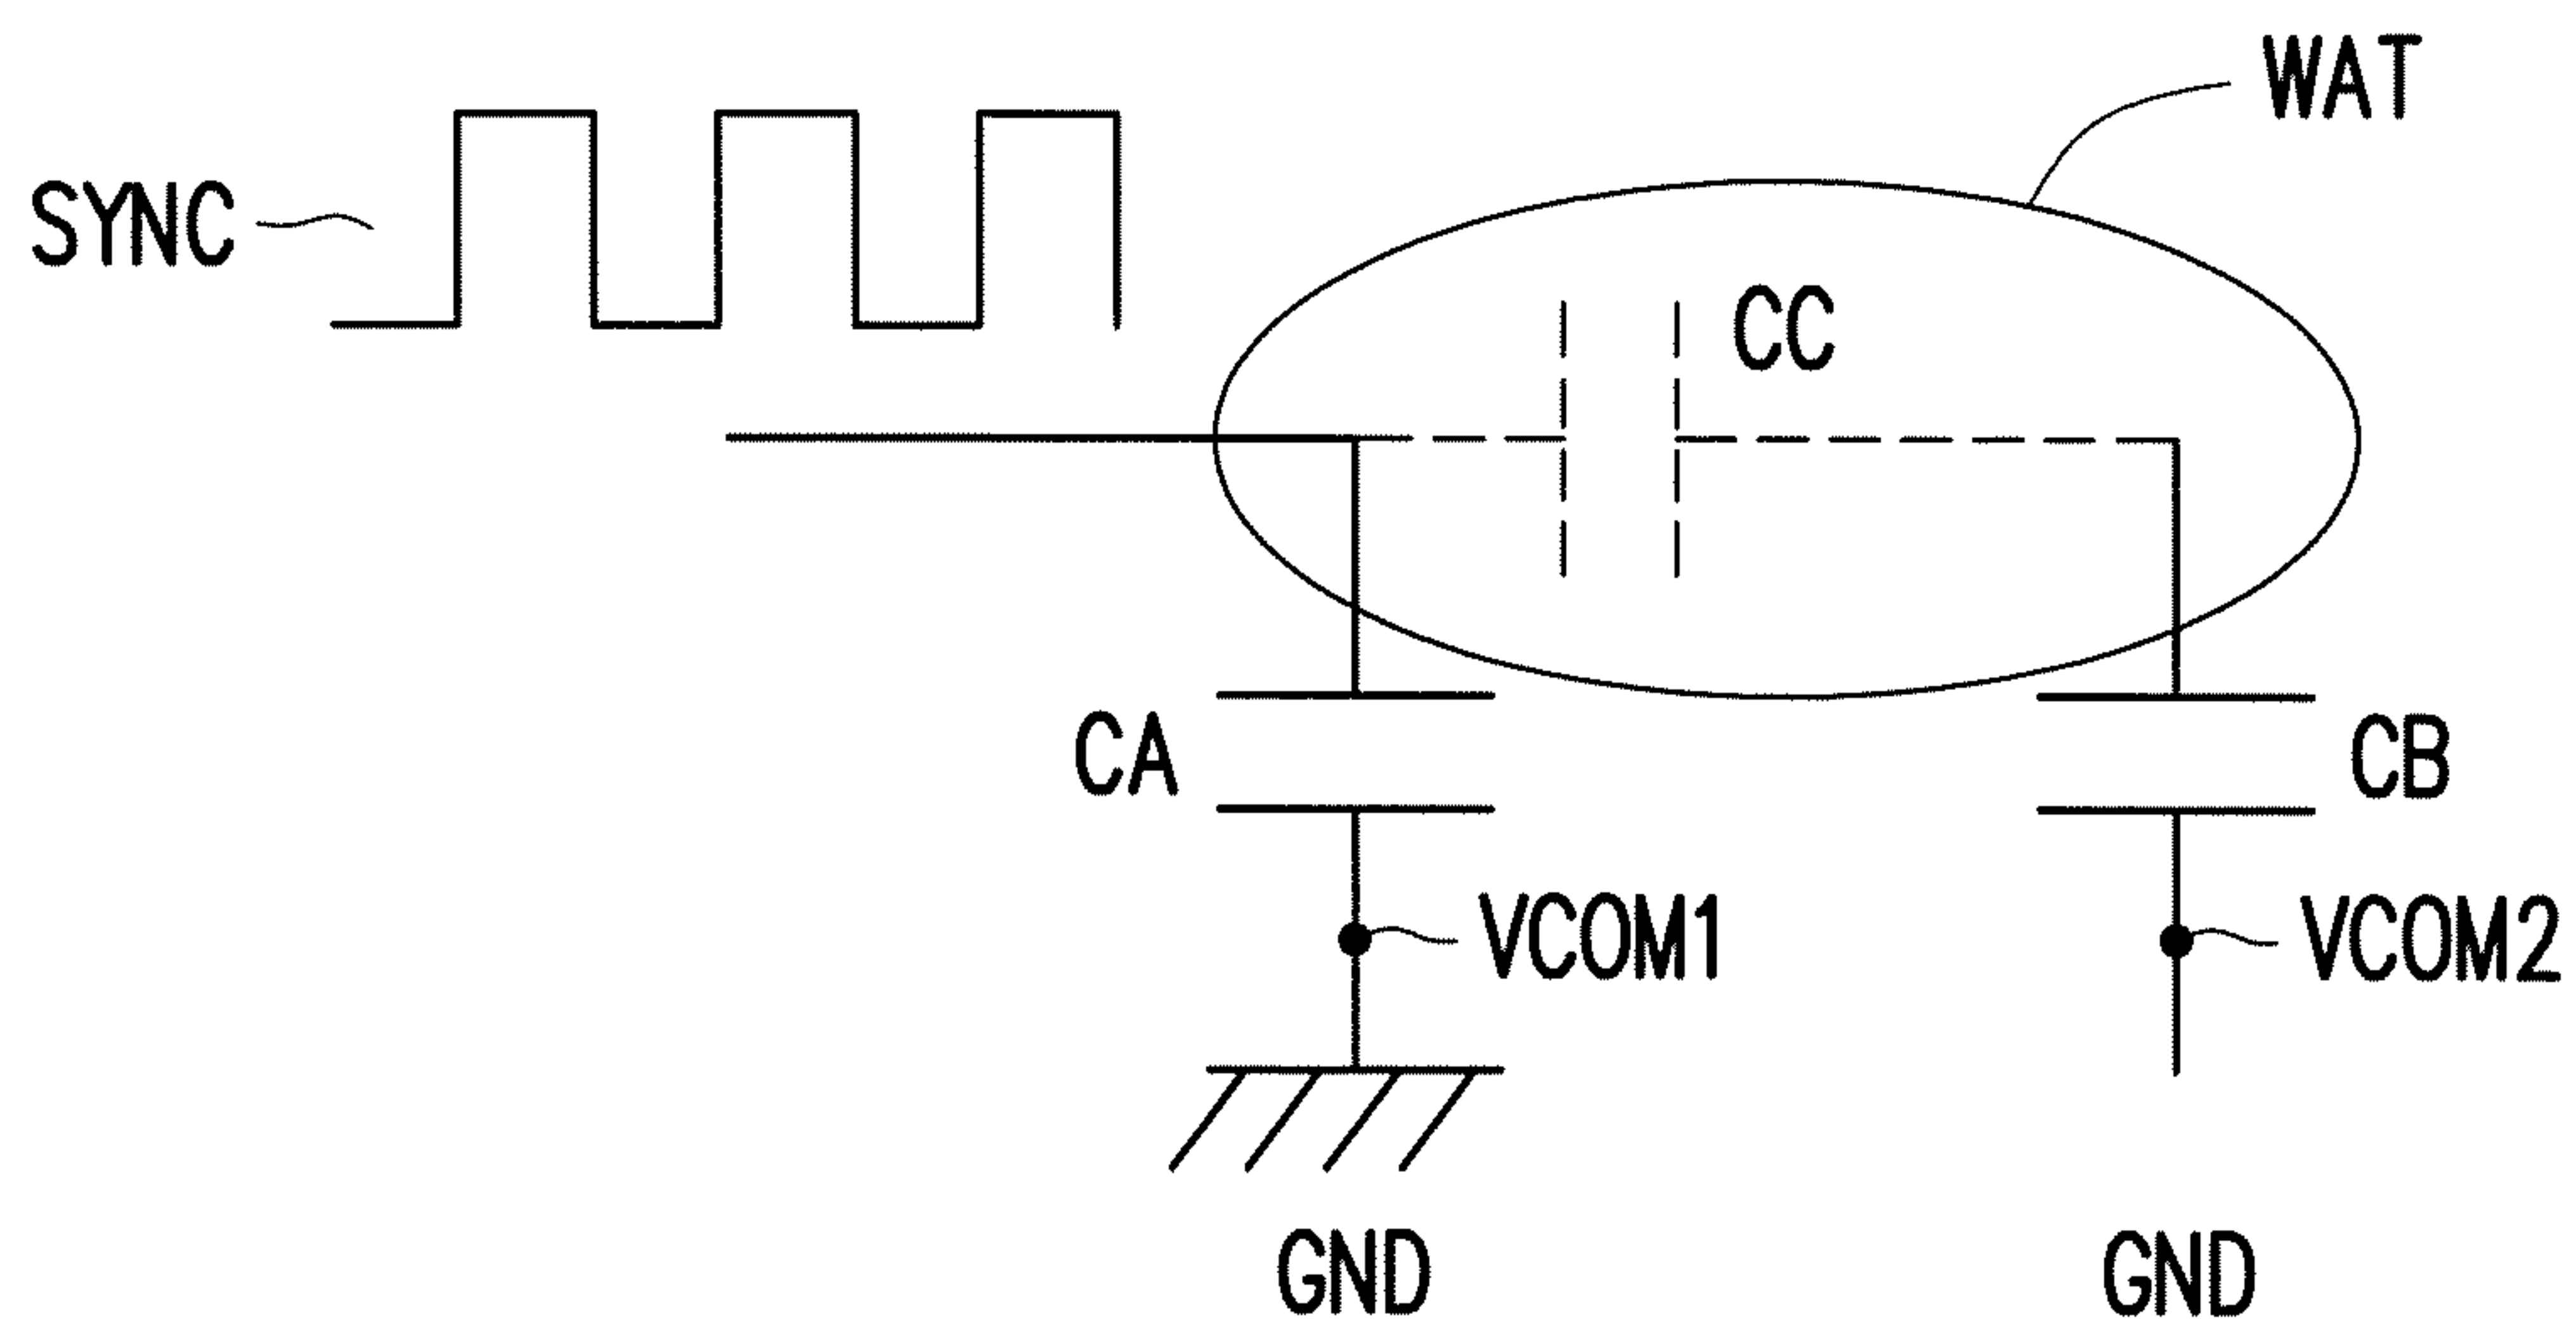 WAT
SYNC
CC
CA
CB
VCOM1
VCOM2
GND
GND